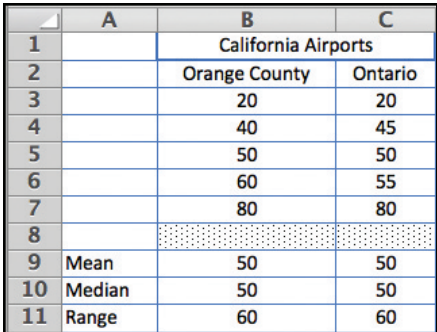 A B C
1 California Airports
2 Orange County Ontario
3 20 20
4 40 45
5 50 50
6 60 55
7 80 80
8
9 Mean 50 50
10 Median 50 50
11 Range 60 60